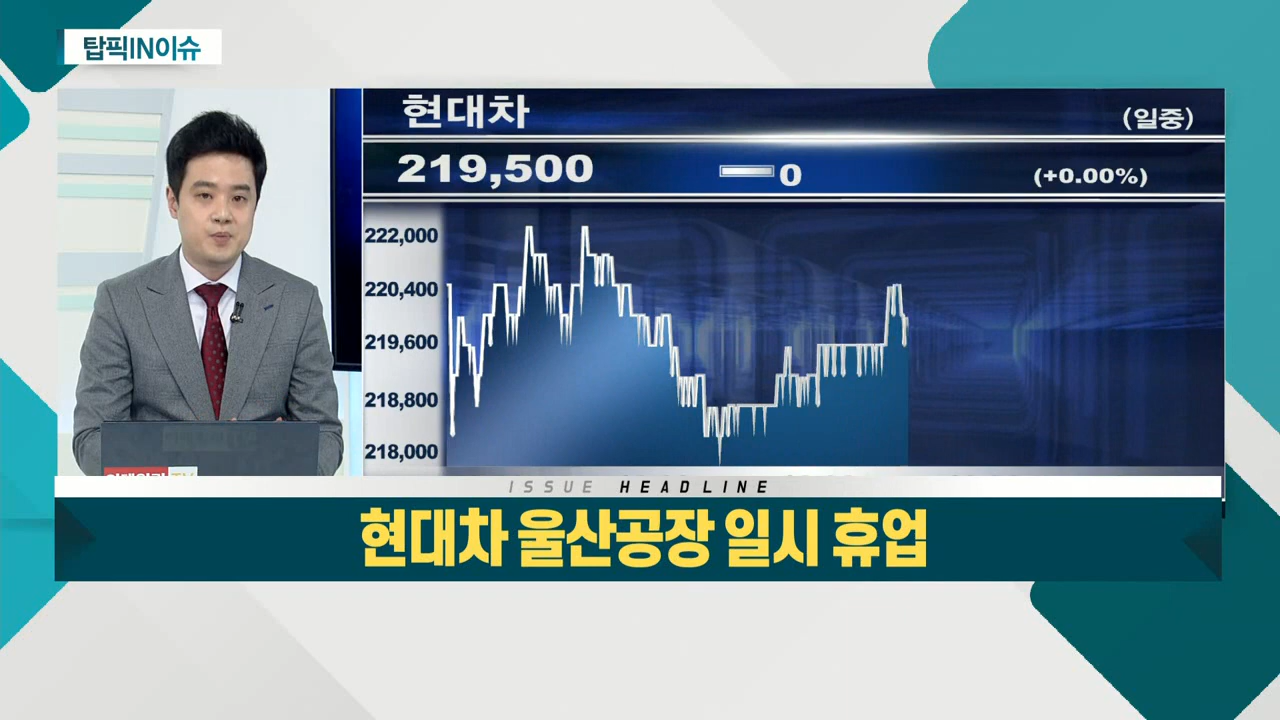 탑픽IN이슈
현대차
(일중)
219,500
0
(+0.00%)
222,000
220,400
219,600
218,800
218,000
ISSUE HEADLINE
현대차 울산공장 일시 휴업